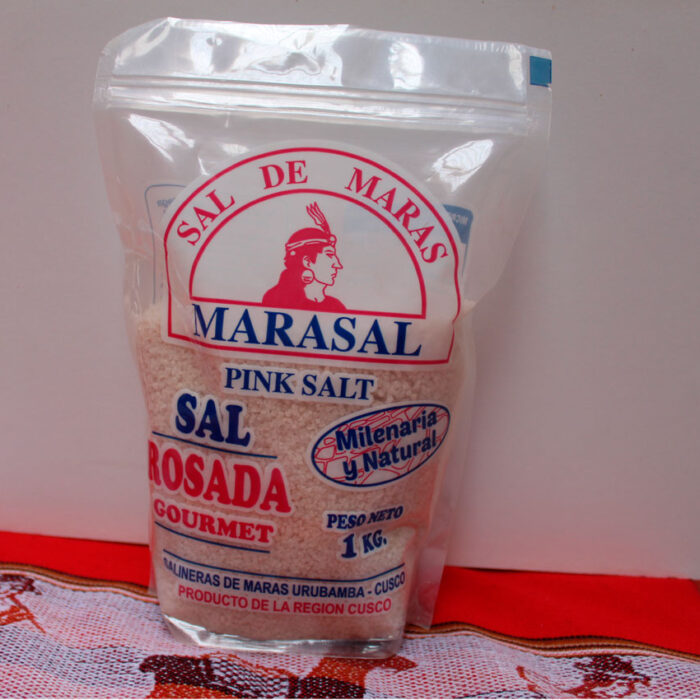 SAL DE MARAS
MARASAL
PINK SALT
SAL
ROSADA
GOURMET
Milenaria
y Natural
PESO NETO
1 KG.
SALINERAS DE MARAS URUBAMBA - CUSCO
PRODUCTO DE LA REGION CUSCO